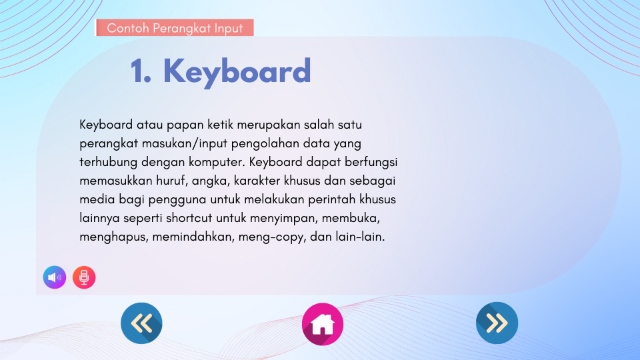 Contoh Perangkat Input
1. Keyboard
Keyboard atau papan ketik merupakan salah satu
perangkat masukan/input pengolahan data yang
terhubung dengan komputer. Keyboard dapat berfungsi
memasukkan huruf, angka, karakter khusus dan sebagai
media bagi pengguna untuk melakukan perintah khusus
lainnya seperti shortcut untuk menyimpan, membuka,
menghapus, memindahkan, meng-copy, dan lain-lain.